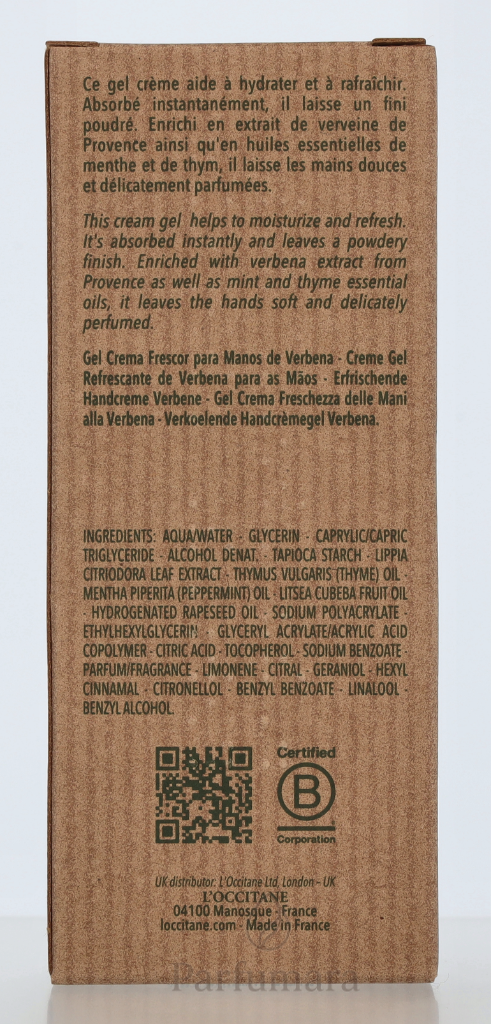 Ce gel crème aide à hydrater et à rafraîchir.
Absorbé instantanément, il laisse un fini
poudré. Enrichi en extrait de verveine de
Provence ainsi qu'en huiles essentielles de
menthe et de thym, il laisse les mains douces
et délicatement parfumées.
This cream gel helps to moisturize and refresh.
It's absorbed instantly and leaves a powdery
finish. Enriched with verbena extract from
Provence as well as mint and thyme essential
oils, it leaves the hands soft and delicately
perfumed.
Gel Crema Frescor para Manos de Verbena · Creme Gel
Refrescante de Verbena para as Mãos · Erfrischende
Handcreme Verbene · Gel Crema Freschezza delle Mani
alla Verbena · Verkoelende Handcrèmegel Verbena.
INGREDIENTS: AQUA/WATER · GLYCERIN · CAPRYLIC/CAPRIC
TRIGLYCERIDE · ALCOHOL DENAT. · TAPIOCA STARCH · LIPPIA
CITRIODORA LEAF EXTRACT · THYMUS VULGARIS (THYME) OIL ·
MENTHA PIPERITA (PEPPERMINT) OIL · LITSEA CUBEBA FRUIT OIL
· HYDROGENATED RAPESEED OIL · SODIUM POLYACRYLATE ·
ETHYLHEXYLGLYCERIN · GLYCERYL ACRYLATE/ACRYLIC ACID
COPOLYMER · CITRIC ACID · TOCOPHEROL · SODIUM BENZOATE ·
PARFUM/FRAGRANCE · LIMONENE · CITRAL · GERANIOL · HEXYL
CINNAMAL · CITRONELLOL · BENZYL BENZOATE · LINALOOL ·
BENZYL ALCOHOL.
Certified
B
Corporation
UK distributor: L'Occitane Ltd, London – UK
L'OCCITANE
04100 Manosque · France
loccitane.com · Made in France
Parfumara